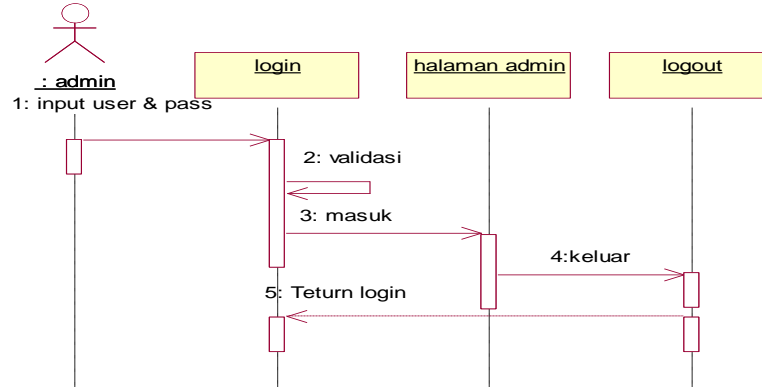 : admin
login
halaman admin
logout
1: input user & pass
2: validasi
3: masuk
4:keluar
5: Teturn login